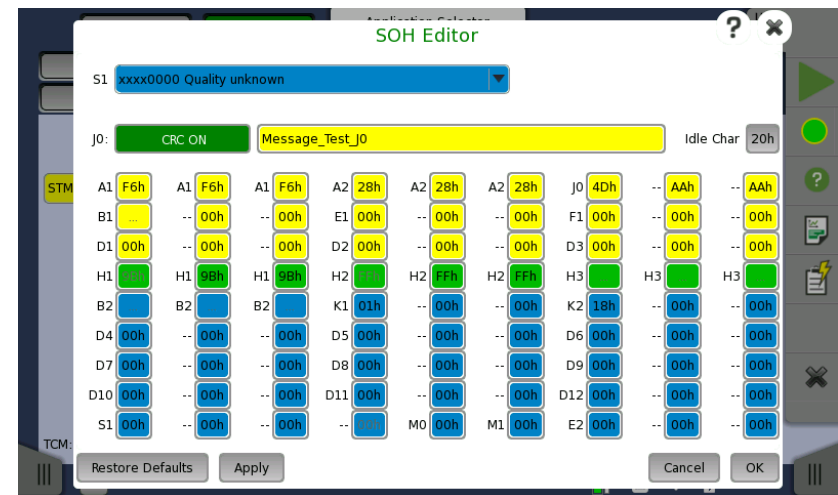 SOH Editor
? ✖
S1 xxxx0000 Quality unknown
J0: CRC ON Message_Test_J0 Idle Char 20h
STM
A1 F6h A1 F6h A1 F6h A2 28h A2 28h A2 28h J0 4Dh -- AAh -- AAh
B1 ... -- 00h -- 00h E1 00h -- 00h -- 00h F1 00h -- 00h -- 00h
D1 00h -- 00h -- 00h D2 00h -- 00h -- 00h D3 00h -- 00h -- 00h
H1 9Bh H1 9Bh H1 9Bh H2 FFh H2 FFh H2 FFh H3 H3 H3
B2 B2 B2 K1 01h -- 00h -- 00h K2 18h -- 00h -- 00h
D4 00h -- 00h -- 00h D5 00h -- 00h -- 00h D6 00h -- 00h -- 00h
D7 00h -- 00h -- 00h D8 00h -- 00h -- 00h D9 00h -- 00h -- 00h
D10 00h -- 00h -- 00h D11 00h -- 00h -- 00h D12 00h -- 00h -- 00h
S1 00h -- 00h -- 00h -- 00h M0 00h M1 00h E2 00h -- 00h -- 00h
TCM:
Restore Defaults Apply Cancel OK